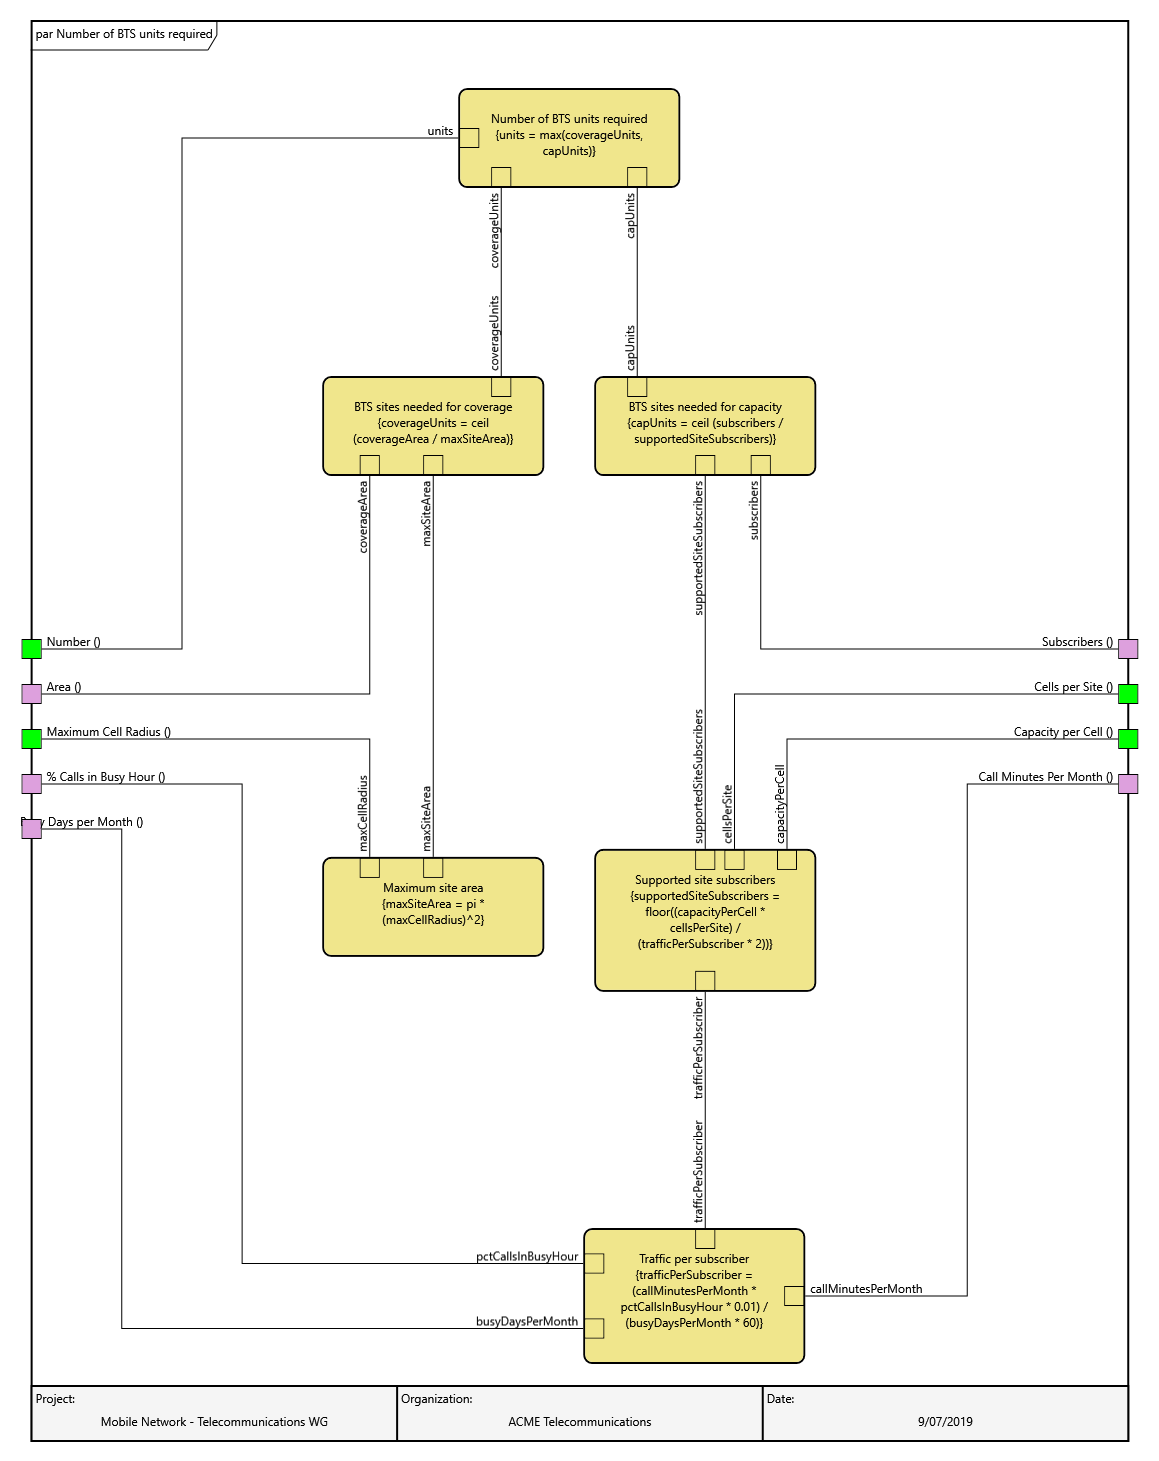 par Number of BTS units required
Number of BTS units required
{units = max(coverageUnits,
capUnits)}
units
coverageUnits
capUnits
coverageUnits
capUnits
BTS sites needed for coverage
{coverageUnits = ceil
(coverageArea / maxSiteArea)}
BTS sites needed for capacity
{capUnits = ceil (subscribers /
supportedSiteSubscribers)}
coverageArea
maxSiteArea
supportedSiteSubscribers
subscribers
Number ()
Area ()
Maximum Cell Radius ()
% Calls in Busy Hour ()
Days per Month ()
Subscribers ()
Cells per Site ()
Capacity per Cell ()
Call Minutes Per Month ()
maxCellRadius
maxSiteArea
supportedSiteSubscribers
cellsPerSite
capacityPerCell
Maximum site area
{maxSiteArea = pi *
(maxCellRadius)^2}
Supported site subscribers
{supportedSiteSubscribers =
floor((capacityPerCell *
cellsPerSite) /
(trafficPerSubscriber * 2))}
trafficPerSubscriber
trafficPerSubscriber
pctCallsInBusyHour
busyDaysPerMonth
callMinutesPerMonth
Traffic per subscriber
{trafficPerSubscriber =
(callMinutesPerMonth *
pctCallsInBusyHour * 0.01) /
(busyDaysPerMonth * 60)}
Project:
Mobile Network - Telecommunications WG
Organization:
ACME Telecommunications
Date:
9/07/2019